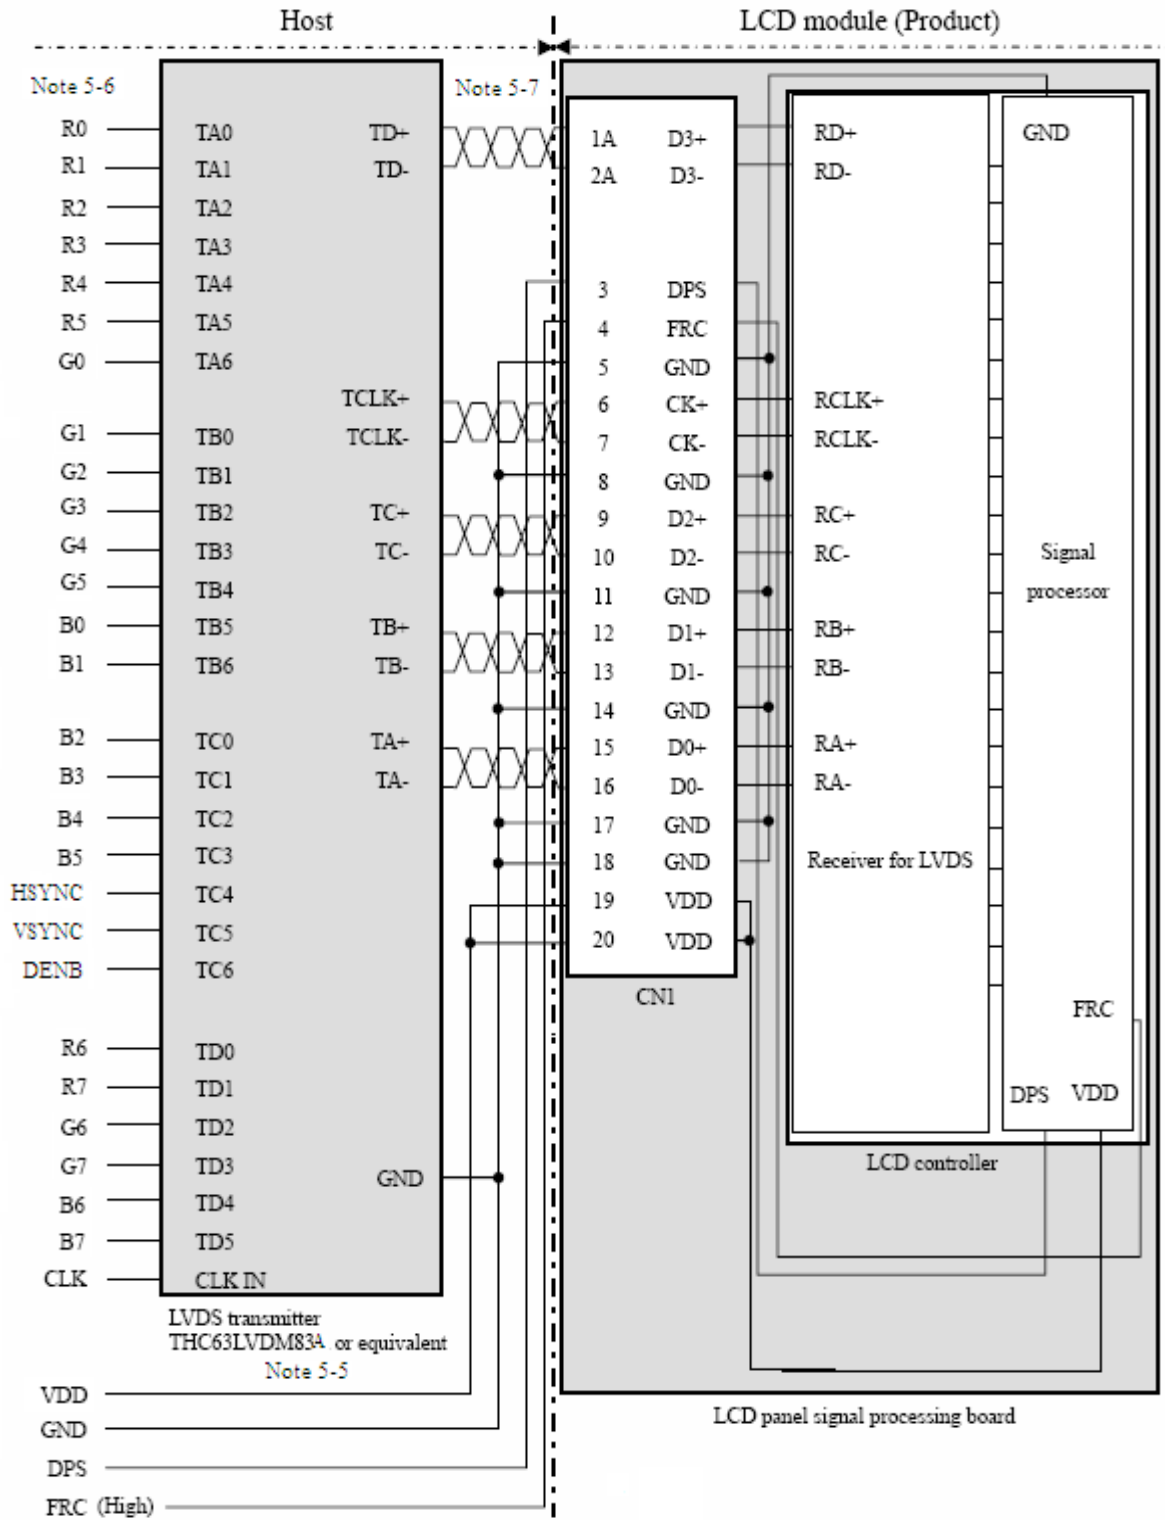 Host
LCD module (Product)
Note 5-6
Note 5-7
R0
R1
R2
R3
R4
R5
G0
G1
G2
G3
G4
G5
B0
B1
B2
B3
B4
B5
HSYNC
VSYNC
DENB
R6
R7
G6
G7
B6
B7
CLK
TA0
TA1
TA2
TA3
TA4
TA5
TA6
TB0
TB1
TB2
TB3
TB4
TB5
TB6
TC0
TC1
TC2
TC3
TC4
TC5
TC6
TD0
TD1
TD2
TD3
TD4
TD5
CLK IN
TD+
TD-
TCLK+
TCLK-
TC+
TC-
TB+
TB-
TA+
TA-
GND
LVDS transmitter
THC63LVDM83A . or equivalent
Note 5-5
VDD
GND
DPS
FRC (High)
1A D3+
2A D3-
3 DPS
4 FRC
5 GND
6 CK+
7 CK-
8 GND
9 D2+
10 D2-
11 GND
12 D1+
13 D1-
14 GND
15 D0+
16 D0-
17 GND
18 GND
19 VDD
20 VDD
CN1
RD+
RD-
RCLK+
RCLK-
RC+
RC-
RB+
RB-
RA+
RA-
Receiver for LVDS
GND
Signal
processor
FRC
DPS VDD
LCD controller
LCD panel signal processing board